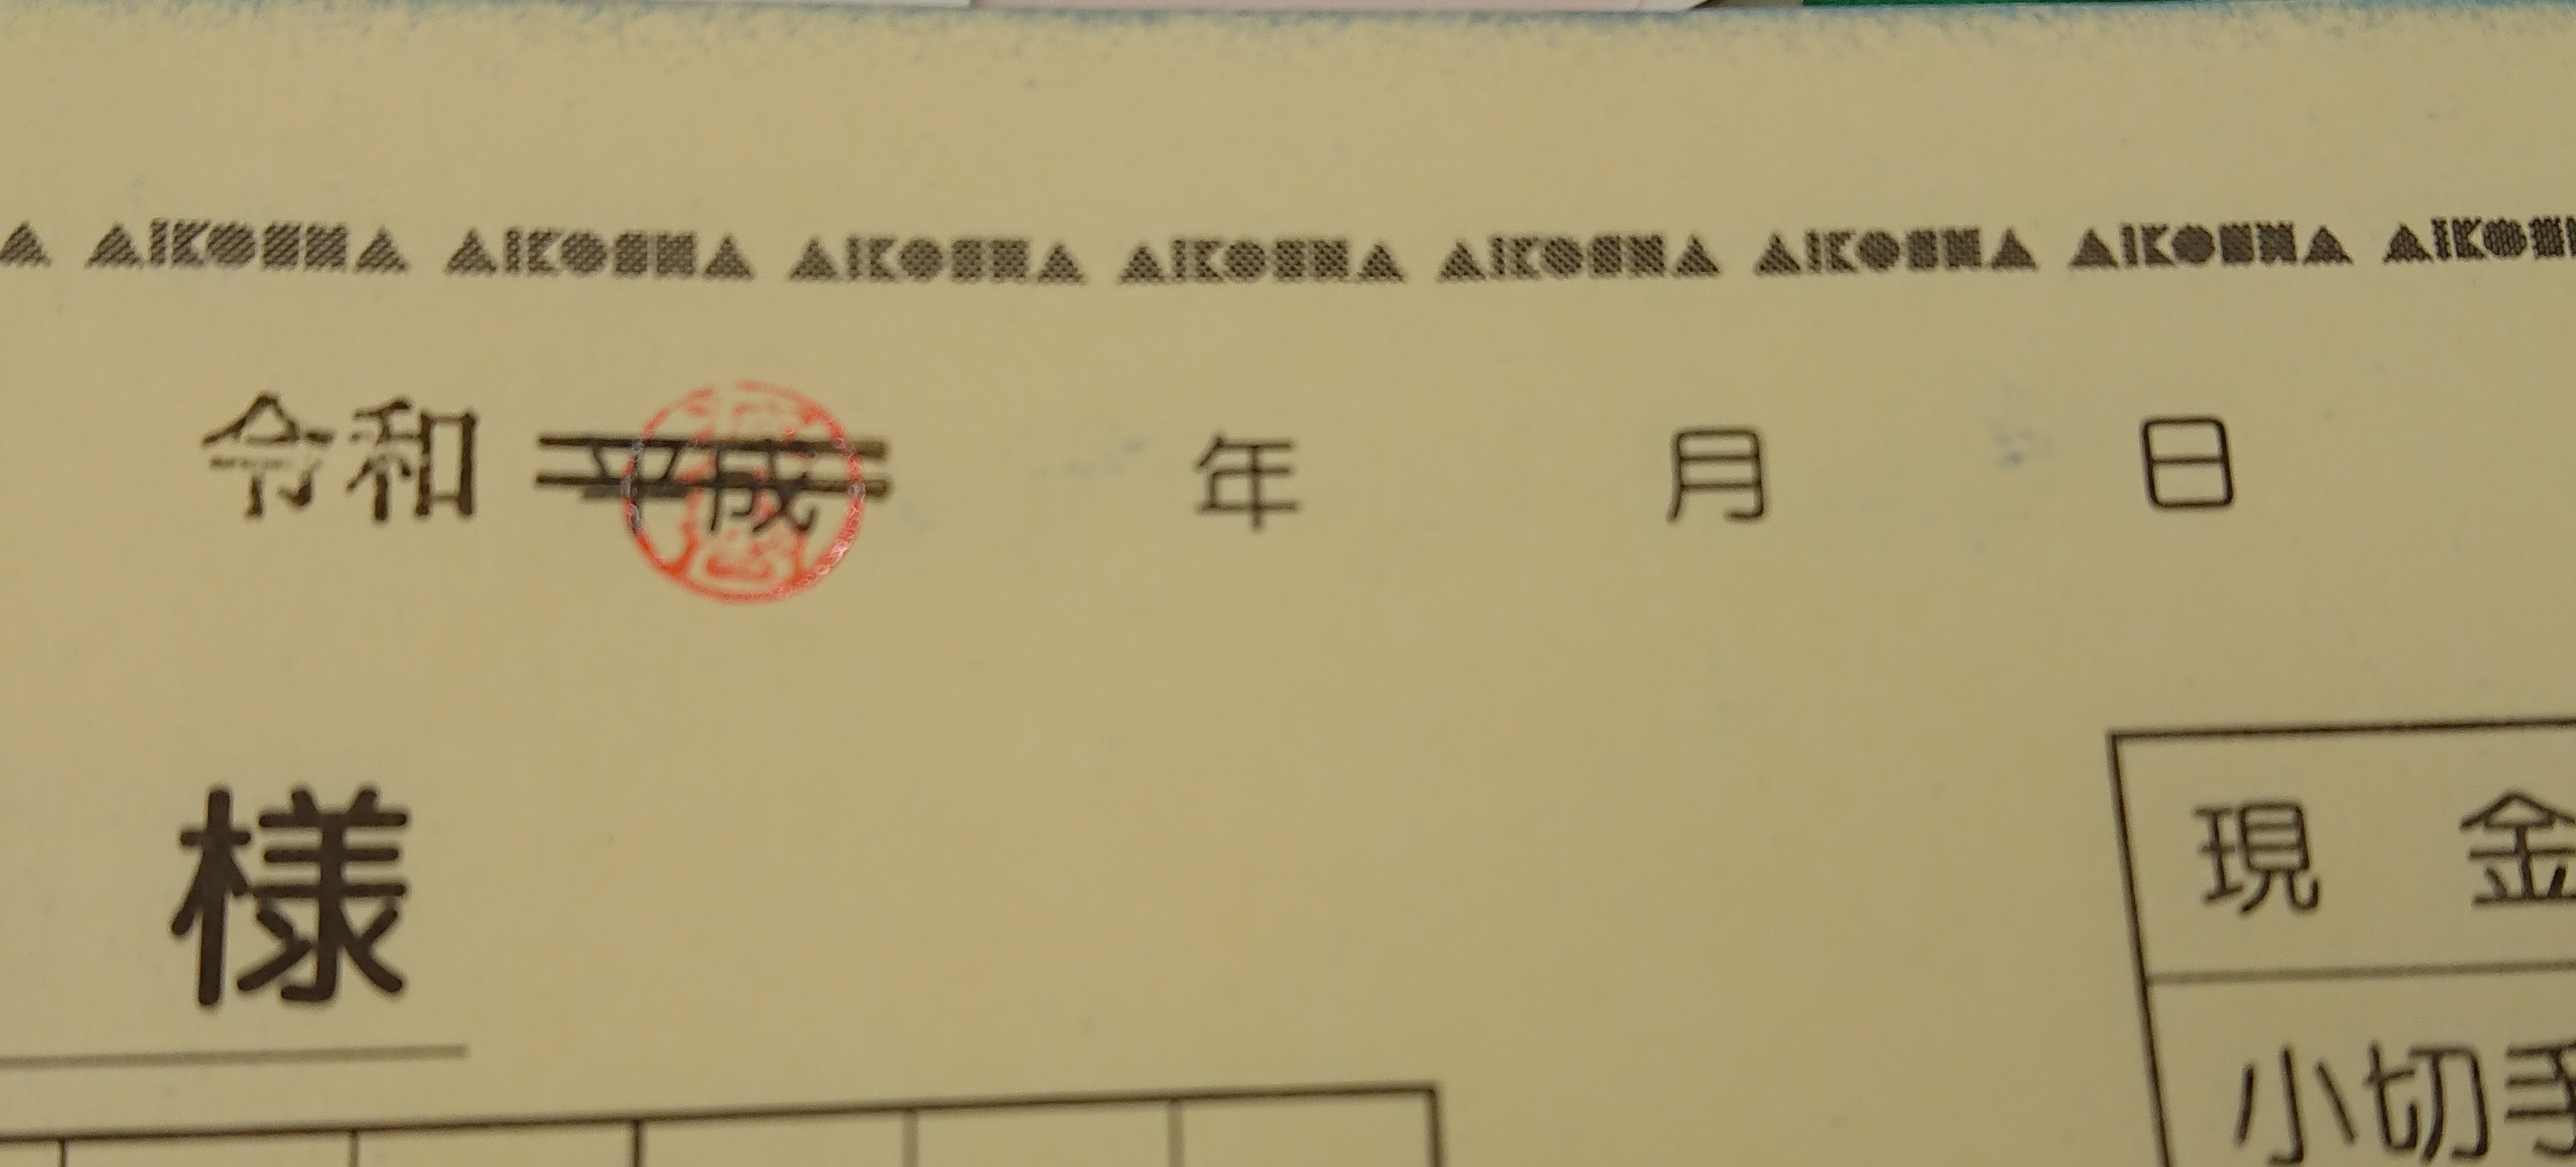 A AIKOSHA AIKOSHA AIKOSHA AIKOSHA AIKOSHA AIKOSHA AIKOSHA AIKOS
令和 平成 年 月 日
様
現 金
小切手